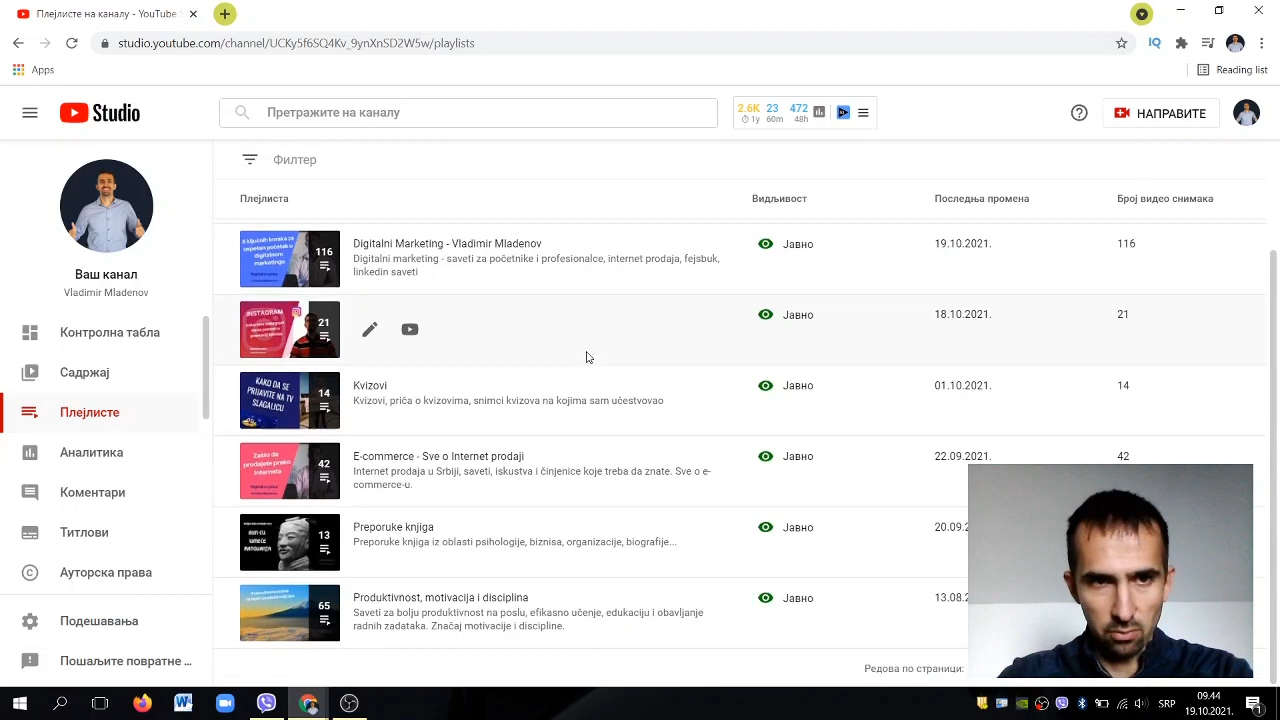 Плејлисте на каналу - YouTube
studio.youtube.com/channel/UCKy5f6SQ4Kv_9ynXnSD2W5w/playlists
Apps
Reading list
Studio
Претражите на каналу
2.6K 23 472
1y 60m 48h
НАПРАВИТЕ
Филтер
Плејлиста
Видљивост
Последња промена
Број видео снимака
Ваш канал
Vladimir Mladenov
Контролна табла
Садржај
Плејлисте
Аналитика
Коментари
Титлови
Ауторска права
Подешавања
Пошаљите повратне ...
116
Digitalni Marketing - Vladimir Mladenov
Digitalni marketing saveti za početnike i profesionalce, internet prodaja, fejsbuk,
linkedin saveti
Јавно
19.10.2021.
116
INSTAGRAM
21
Јавно
18.10.2021.
21
KAKO DA SE
PRIJAVITE NA TV
SLAGALICU
14
Kvizovi
Kvizovi, priča o kvizovima, snimci kvizova na kojima sam učestvovao
Јавно
01.10.2021.
14
Zašto da
prodajete preko
Interneta
42
E-commerce - Sve o Internet prodaji
Internet prodaja u Srbiji, saveti, iskustva i činjenice koje treba da znate. Sve o e-
commerce-u.
Јавно
22.09.2021.
42
13
Preporuke knjiga
Preporuke knjiga iz oblasti psihologije, biznisa, organizacije, biografije...
Јавно
65
Produktivnost, motivacija i disciplina
Saveti za bolju produktivnost na poslu, efikasno učenje, edukaciju i obavljanje
radnih zadataka. Značaj motivacije i discipline.
Јавно
13.08.
Редова по страници:
SRP
09.44
19.10.2021.